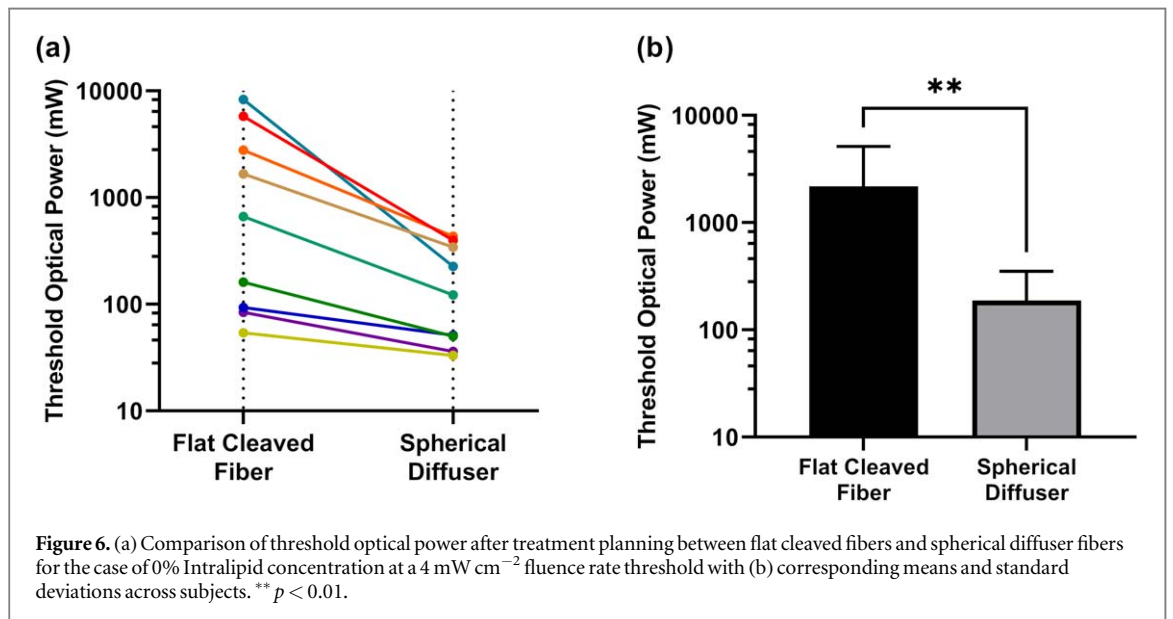 (a)
Threshold Optical Power (mW)
10000
1000
100
10
Flat Cleaved
Fiber
Spherical
Diffuser
(b)
Threshold Optical Power (mW)
10000
1000
100
10
**
Flat Cleaved
Fiber
Spherical
Diffuser
Figure 6. (a) Comparison of threshold optical power after treatment planning between flat cleaved fibers and spherical diffuser fibers
for the case of 0% Intralipid concentration at a 4 mW cm⁻² fluence rate threshold with (b) corresponding means and standard
deviations across subjects. ** p < 0.01.